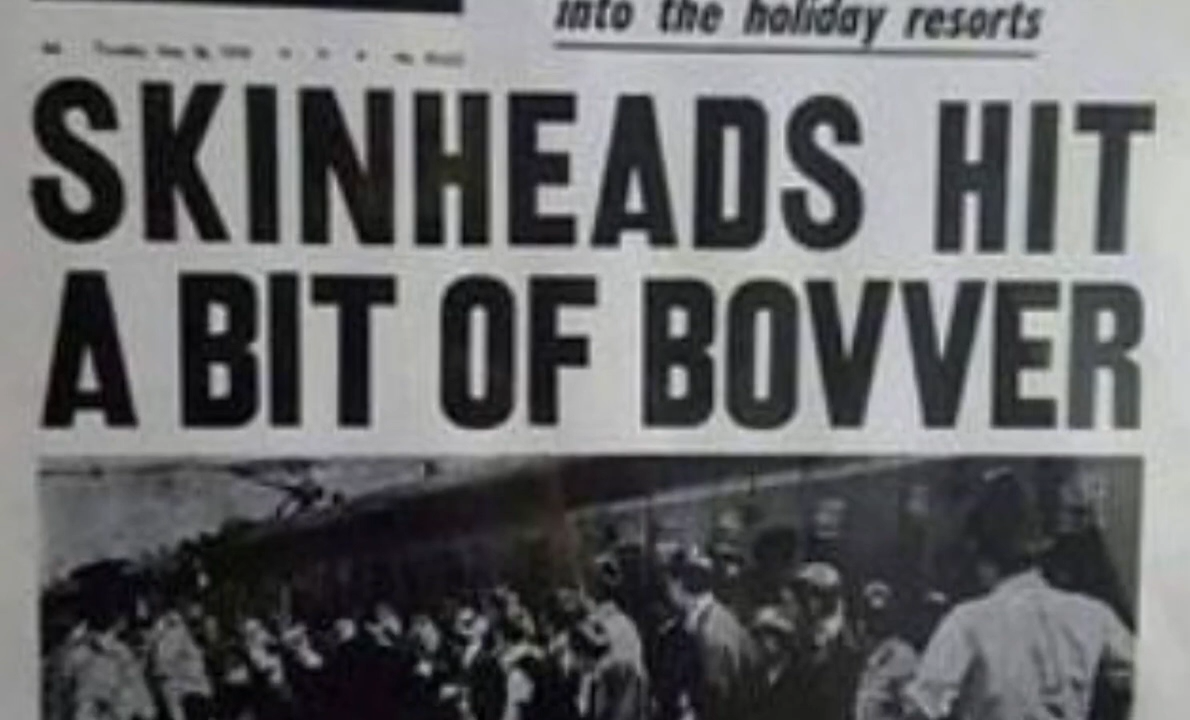 into the holiday resorts
SKINHEADS HIT
A BIT OF BOVVER